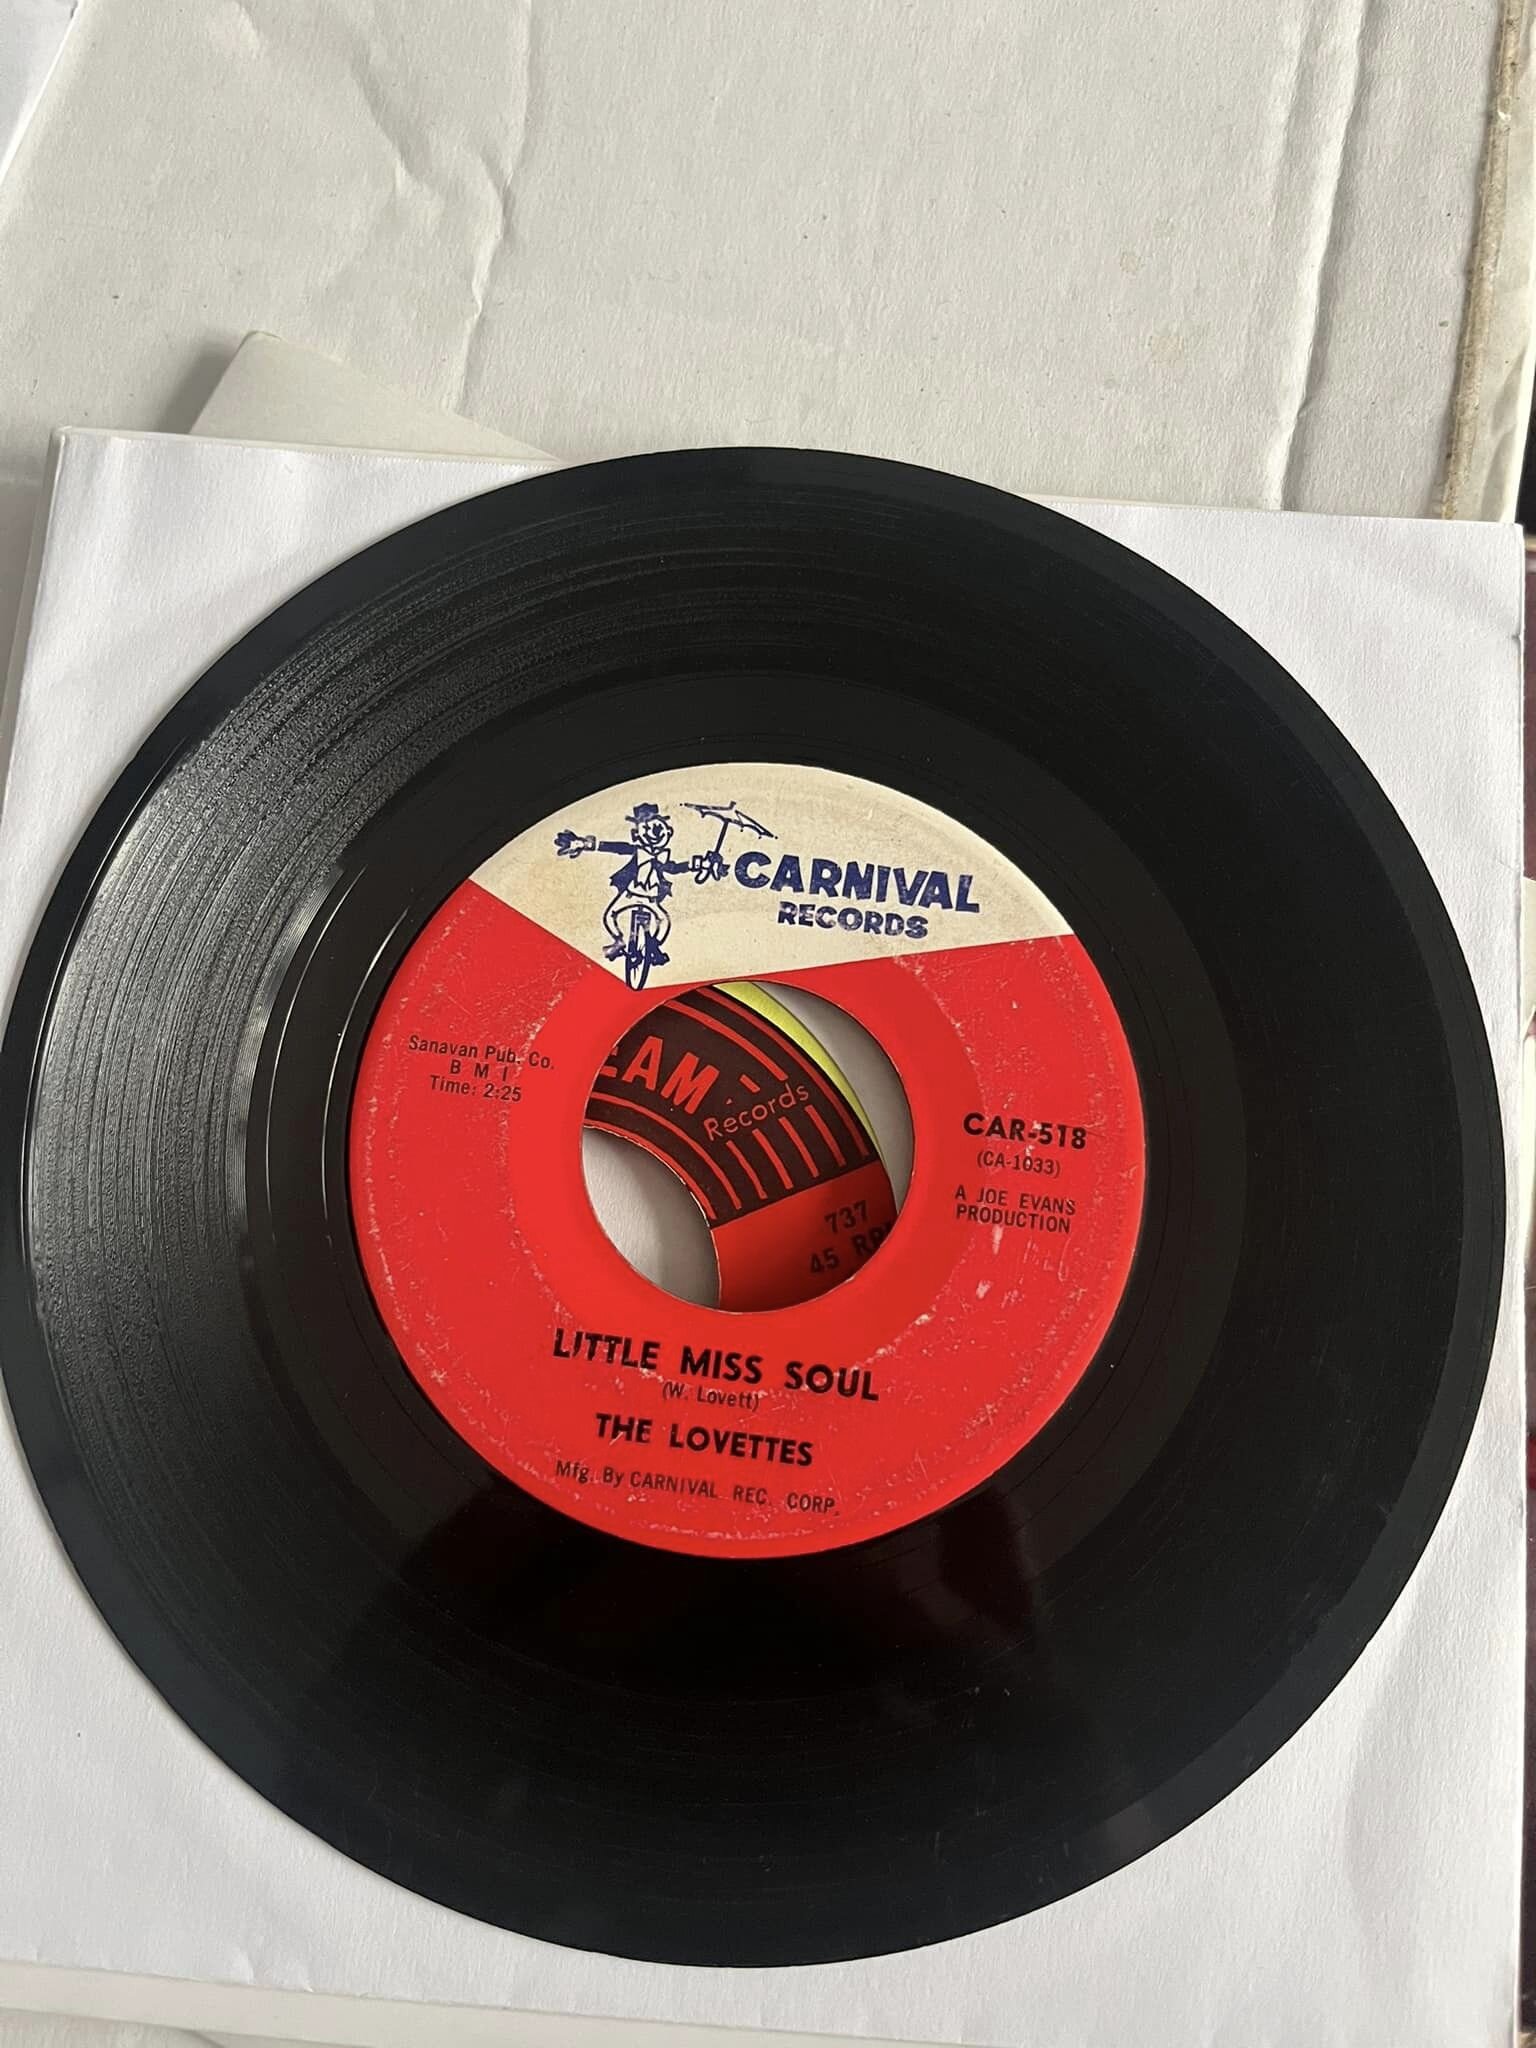 CARNIVAL
RECORDS
Sanavan Pub. Co.
B M I
Time: 2:25
CAR-518
(CA-1033)
A JOE EVANS
PRODUCTION
Records
737
45
LITTLE MISS SOUL
(W. Lovett)
THE LOVETTES
Mfg. By CARNIVAL REC. CORP.